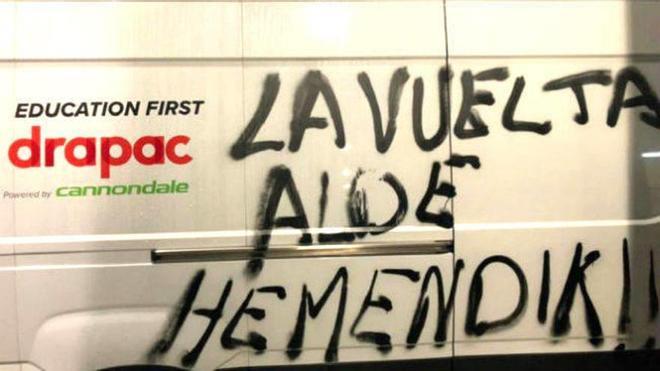 EDUCATION FIRST
drapac
Powered by cannondale
LA VUELTA
ALDE
HEMENDIK!!